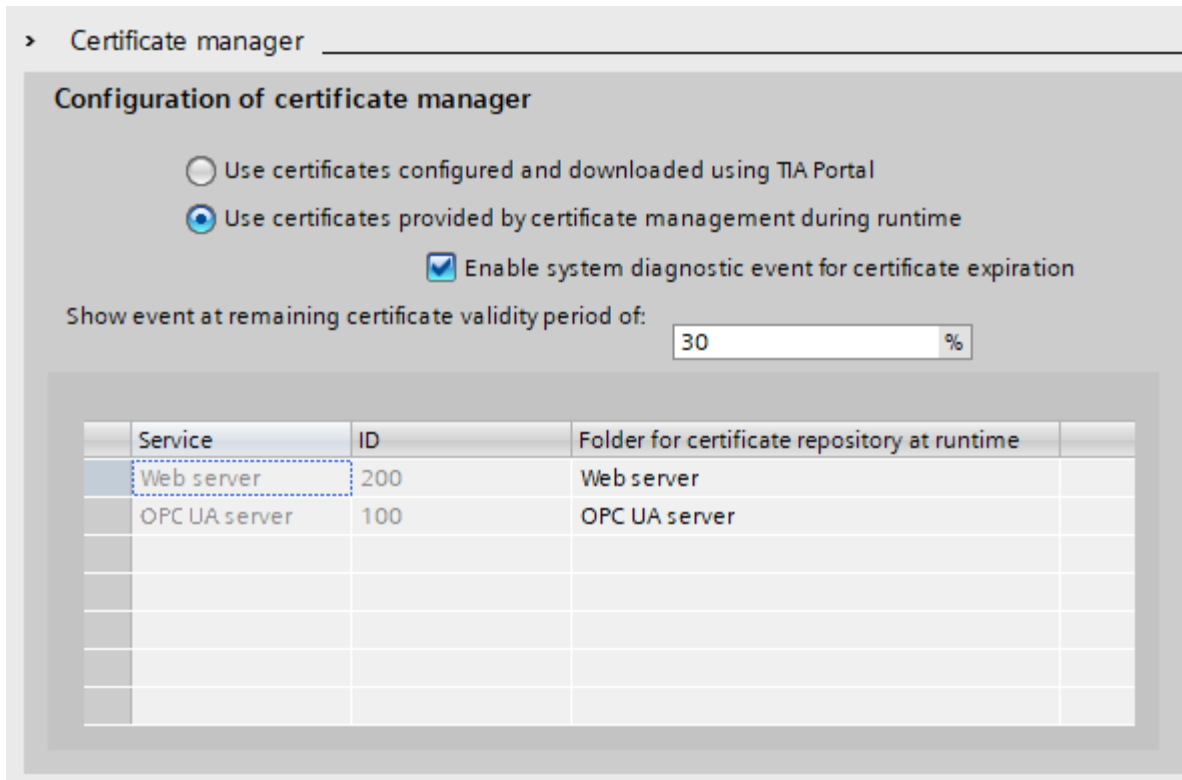 Certificate manager
Configuration of certificate manager
Use certificates configured and downloaded using TIA Portal
Use certificates provided by certificate management during runtime
Enable system diagnostic event for certificate expiration
Show event at remaining certificate validity period of:
30 %
Service ID Folder for certificate repository at runtime
Web server 200 Web server
OPC UA server 100 OPC UA server